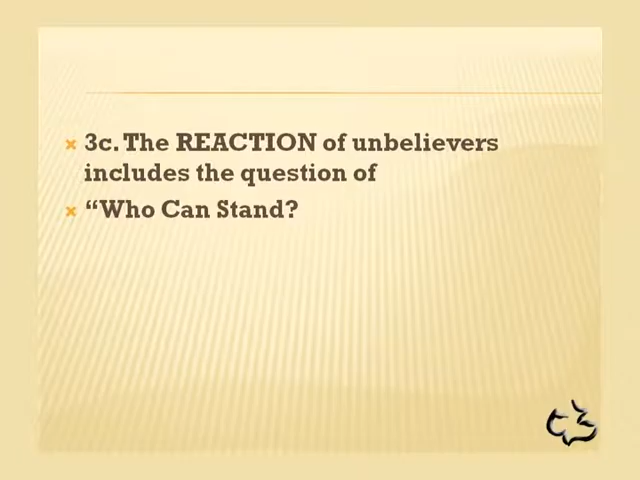 3c. The REACTION of unbelievers
includes the question of
“Who Can Stand?